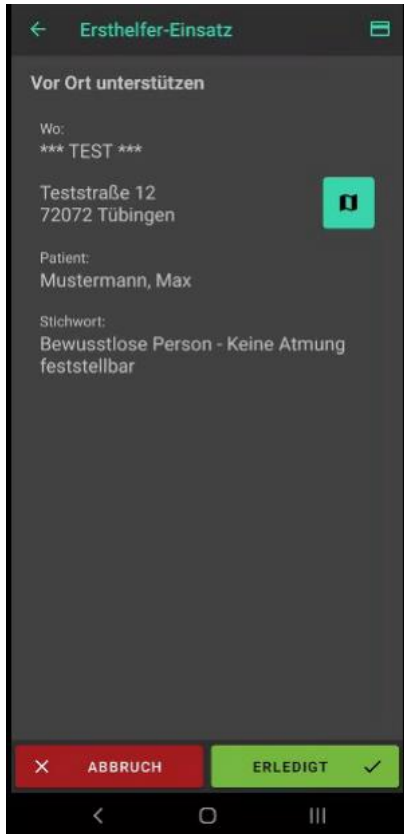 Ersthelfer-Einsatz
Vor Ort unterstützen
Wo:
*** TEST ***
Teststraße 12
72072 Tübingen
Patient:
Mustermann, Max
Stichwort:
Bewusstlose Person - Keine Atmung
feststellbar
ABBRUCH
ERLEDIGT